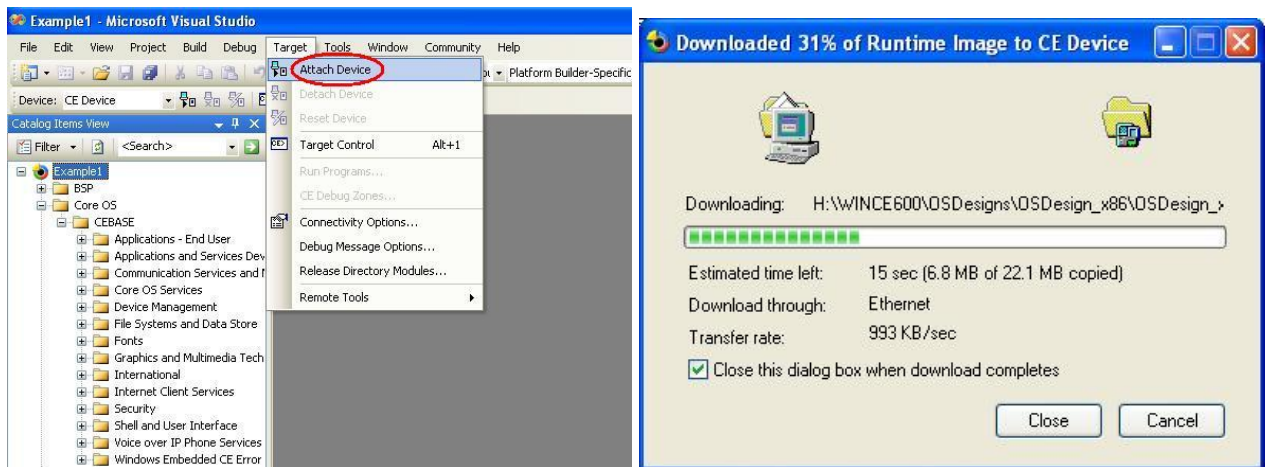 Example1 - Microsoft Visual Studio
File Edit View Project Build Debug Target Tools Window Community Help
Platform Builder-Specific
Device: CE Device
Attach Device
Detach Device
Reset Device
Target Control Alt+1
Run Programs...
CE Debug Zones...
Connectivity Options...
Debug Message Options...
Release Directory Modules...
Remote Tools
Catalog Items View
Filter <Search>
Example1
BSP
Core OS
CEBASE
Applications - End User
Applications and Services Dev
Communication Services and
Core OS Services
Device Management
File Systems and Data Store
Fonts
Graphics and Multimedia Tech
International
Internet Client Services
Security
Shell and User Interface
Voice over IP Phone Services
Windows Embedded CE Error
Downloaded 31% of Runtime Image to CE Device
Downloading: H:\WINCE600\OSDesigns\OSDesign_x86\OSDesign_
Estimated time left: 15 sec (6.8 MB of 22.1 MB copied)
Download through: Ethernet
Transfer rate: 993 KB/sec
Close this dialog box when download completes
Close Cancel